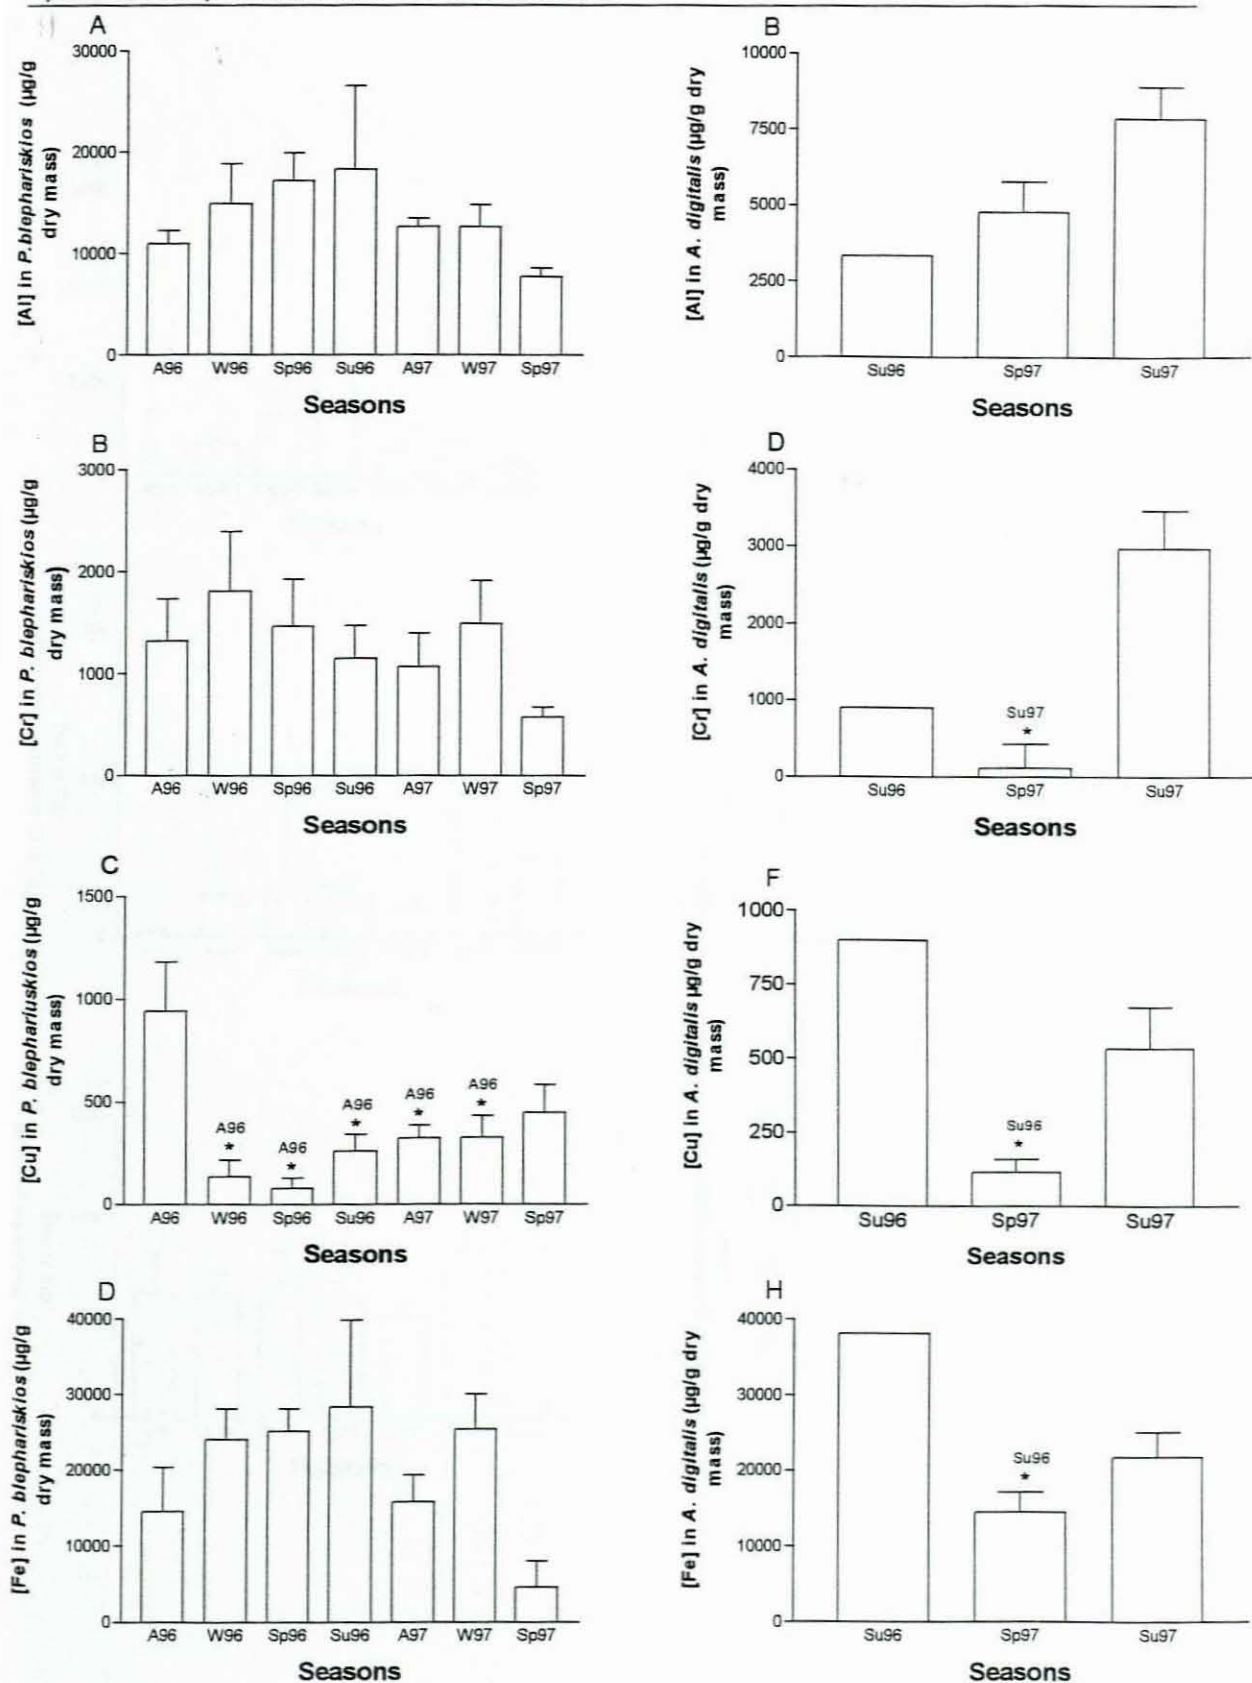 A
[Al] in P.blephariskios (µg/g
dry mass)
30000
20000
10000
0
A96 W96 Sp96 Su96 A97 W97 Sp97
Seasons
B
[Al] in A. digitalis (µg/g dry
mass)
10000
7500
5000
2500
0
Su96 Sp97 Su97
Seasons
B
[Cr] in P. blephariskios (µg/g
dry mass)
3000
2000
1000
0
A96 W96 Sp96 Su96 A97 W97 Sp97
Seasons
D
[Cr] in A. digitalis (µg/g dry
mass)
4000
3000
2000
1000
0
Su97
*
Su96 Sp97 Su97
Seasons
C
[Cu] in P. blephariuskios (µg/g
dry mass)
1500
1000
500
0
A96
*
A96
*
A96
*
A96
*
A96
*
A96 W96 Sp96 Su96 A97 W97 Sp97
Seasons
F
[Cu] in A. digitalis µg/g dry
mass)
1000
750
500
250
0
Su96
*
Su96 Sp97 Su97
Seasons
D
[Fe] in P. blephariskios (µg/g
dry mass)
40000
30000
20000
10000
0
A96 W96 Sp96 Su96 A97 W97 Sp97
Seasons
H
[Fe] in A. digitalis (µg/g dry
mass)
40000
30000
20000
10000
0
Su96
*
Su96 Sp97 Su97
Seasons